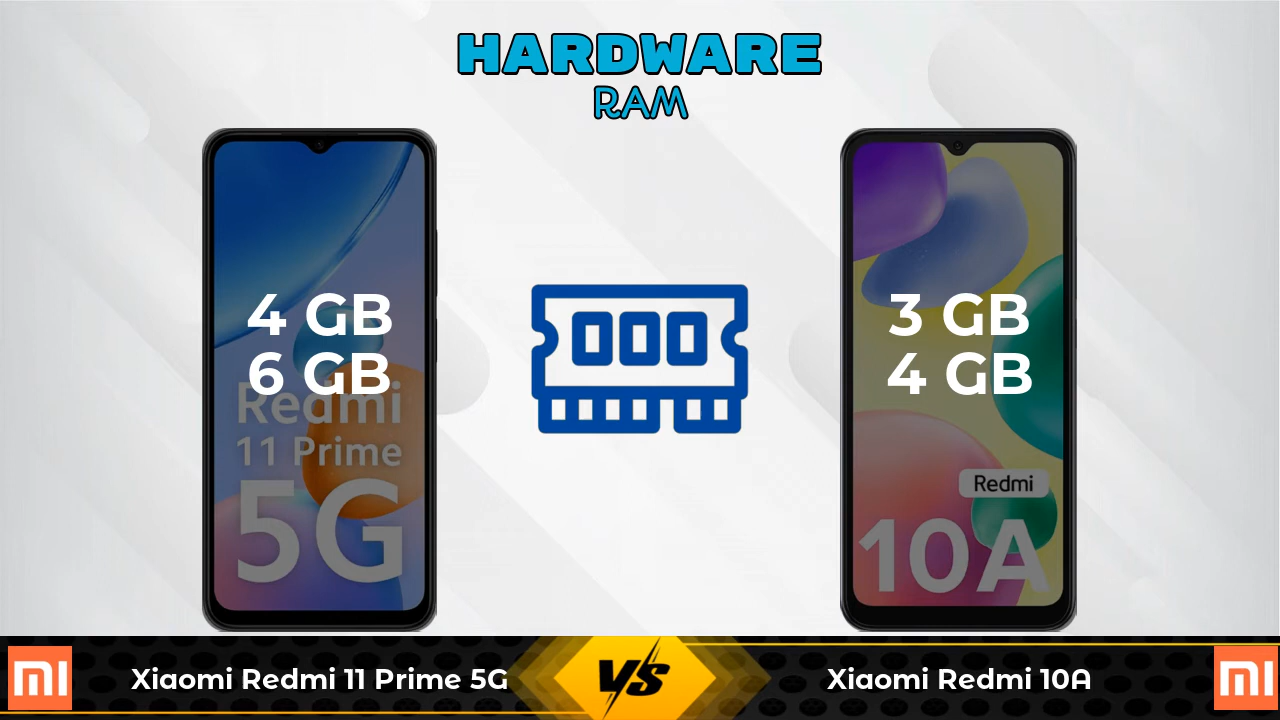 HARDWARE
RAM
4 GB
6 GB
Redmi
11 Prime
5G
3 GB
4 GB
Redmi
10A
MI
Xiaomi Redmi 11 Prime 5G
VS
Xiaomi Redmi 10A
MI